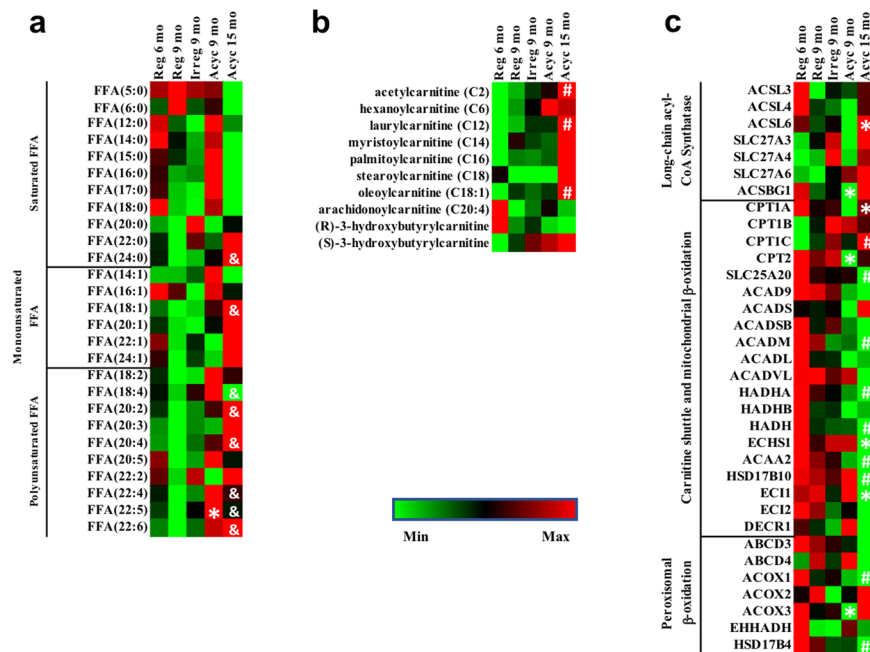 a
Reg 6 mo
Reg 9 mo
Irreg 9 mo
Acyc 9 mo
Acyc 15 mo
Saturated FFA
FFA(5:0)
FFA(6:0)
FFA(12:0)
FFA(14:0)
FFA(15:0)
FFA(16:0)
FFA(17:0)
FFA(18:0)
FFA(20:0)
FFA(22:0)
FFA(24:0) &
Monounsaturated
FFA
FFA(14:1)
FFA(16:1)
FFA(18:1) &
FFA(20:1)
FFA(22:1)
FFA(24:1)
Polyunsaturated FFA
FFA(18:2)
FFA(18:4) &
FFA(20:2) &
FFA(20:3)
FFA(20:4) &
FFA(20:5)
FFA(22:2)
FFA(22:4) &
FFA(22:5) * &
FFA(22:6) &
b
Reg 6 mo
Reg 9 mo
Irreg 9 mo
Acyc 9 mo
Acyc 15 mo
acetylcarnitine (C2) #
hexanoylcarnitine (C6)
laurylcarnitine (C12) #
myristoylcarnitine (C14)
palmitoylcarnitine (C16)
stearoylcarnitine (C18)
oleoylcarnitine (C18:1) #
arachidonoylcarnitine (C20:4)
(R)-3-hydroxybutyrylcarnitine
(S)-3-hydroxybutyrylcarnitine
Min Max
c
Reg 6 mo
Reg 9 mo
Irreg 9 mo
Acyc 9 mo
Acyc 15 mo
Long-chain acyl-
CoA Synthatase
ACSL3
ACSL4
ACSL6 *
SLC27A3
SLC27A4
SLC27A6
ACSBG1 *
Carnitine shuttle and mitochondrial β-oxidation
CPT1A *
CPT1B
CPT1C #
CPT2 *
SLC25A20 #
ACAD9
ACADS
ACADSB
ACADM #
ACADL
ACADVL
HADHA #
HADHB
HADH #
ECHS1 *
ACAA2 #
HSD17B10 #
ECI1 *
ECI2
DECR1
Peroxisomal
β-oxidation
ABCD3
ABCD4
ACOX1 #
ACOX2
ACOX3 *
EHHADH
HSD17B4 #